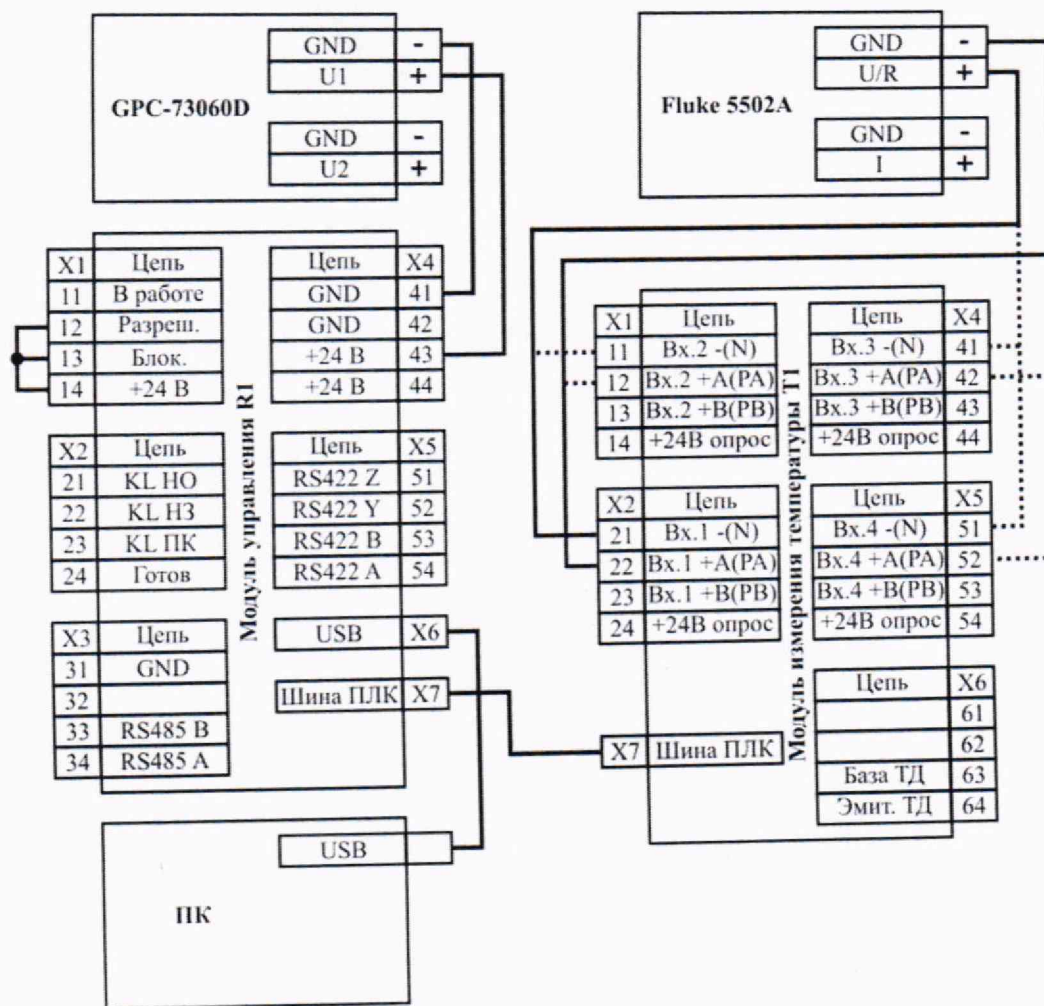 GPC-73060D
GND -
U1 +
GND -
U2 +
Fluke 5502A
GND -
U/R +
GND -
I +
Модуль управления R1
X1 Цепь
11 В работе
12 Разреш.
13 Блок.
14 +24 В
X2 Цепь
21 KL НО
22 KL НЗ
23 KL ПК
24 Готов
X3 Цепь
31 GND
32
33 RS485 B
34 RS485 A
Цепь X4
GND 41
GND 42
+24 В 43
+24 В 44
Цепь X5
RS422 Z 51
RS422 Y 52
RS422 B 53
RS422 A 54
USB X6
Шина ПЛК X7
Модуль измерения температуры T1
X1 Цепь
11 Вх.2 -(N)
12 Вх.2 +A(PA)
13 Вх.2 +B(PB)
14 +24В опрос
X2 Цепь
21 Вх.1 -(N)
22 Вх.1 +A(PA)
23 Вх.1 +B(PB)
24 +24В опрос
X7 Шина ПЛК
Цепь X4
Вх.3 -(N) 41
Вх.3 +A(PA) 42
Вх.3 +B(PB) 43
+24В опрос 44
Цепь X5
Вх.4 -(N) 51
Вх.4 +A(PA) 52
Вх.4 +B(PB) 53
+24В опрос 54
Цепь X6
61
62
База ТД 63
Эмит. ТД 64
USB
ПК